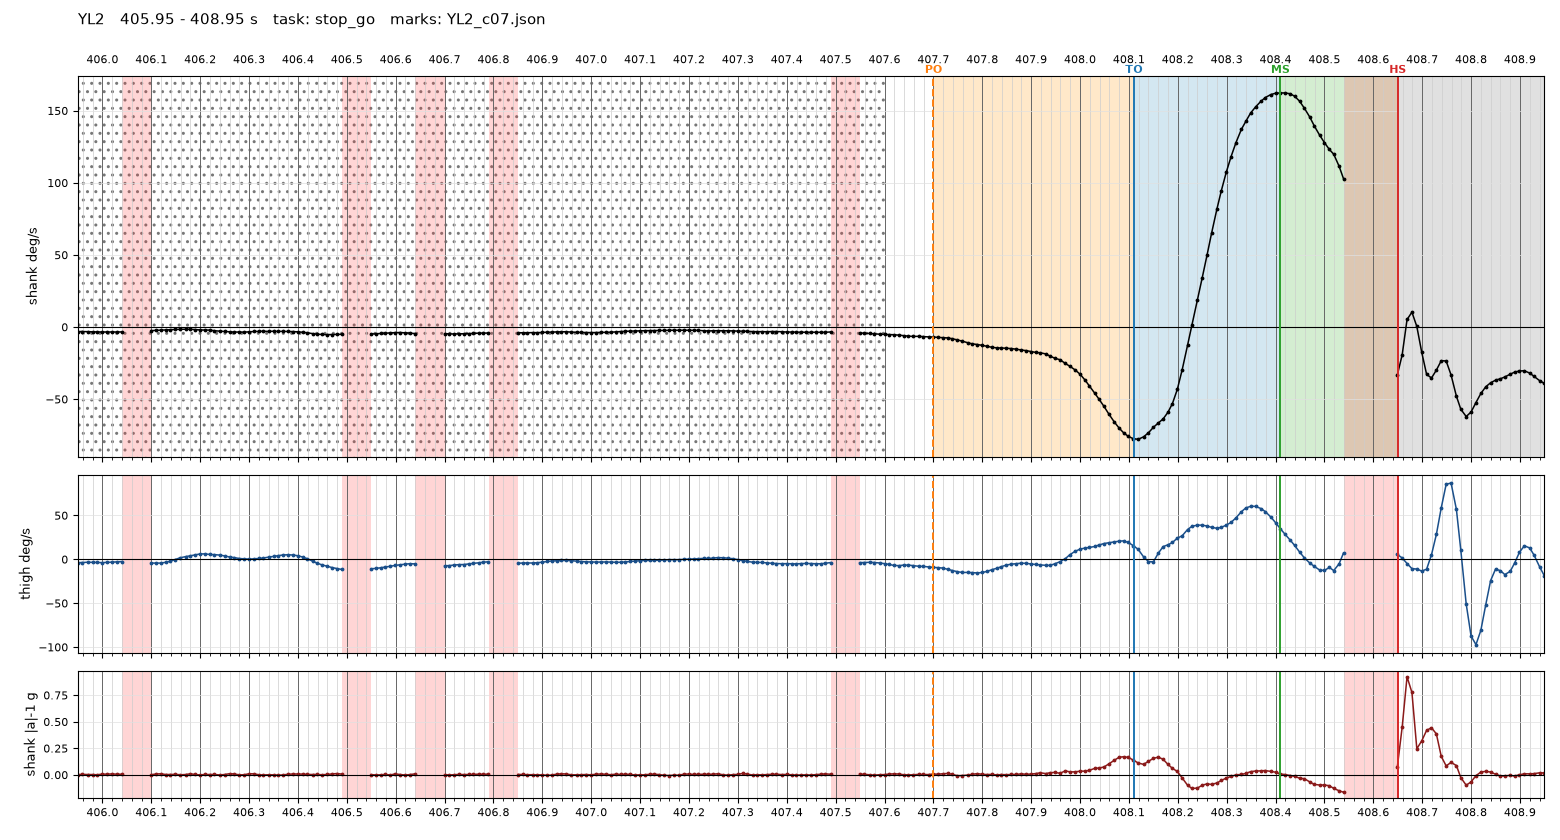 YL2   405.95 - 408.95 s   task: stop_go   marks: YL2_c07.json
406.0 406.1 406.2 406.3 406.4 406.5 406.6 406.7 406.8 406.9 407.0 407.1 407.2 407.3 407.4 407.5 407.6 407.7 407.8 407.9 408.0 408.1 408.2 408.3 408.4 408.5 408.6 408.7 408.8 408.9
PO TO MS HS
shank deg/s
150
100
50
0
−50
thigh deg/s
50
0
−50
−100
shank |a|-1 g
0.75
0.50
0.25
0.00
406.0 406.1 406.2 406.3 406.4 406.5 406.6 406.7 406.8 406.9 407.0 407.1 407.2 407.3 407.4 407.5 407.6 407.7 407.8 407.9 408.0 408.1 408.2 408.3 408.4 408.5 408.6 408.7 408.8 408.9